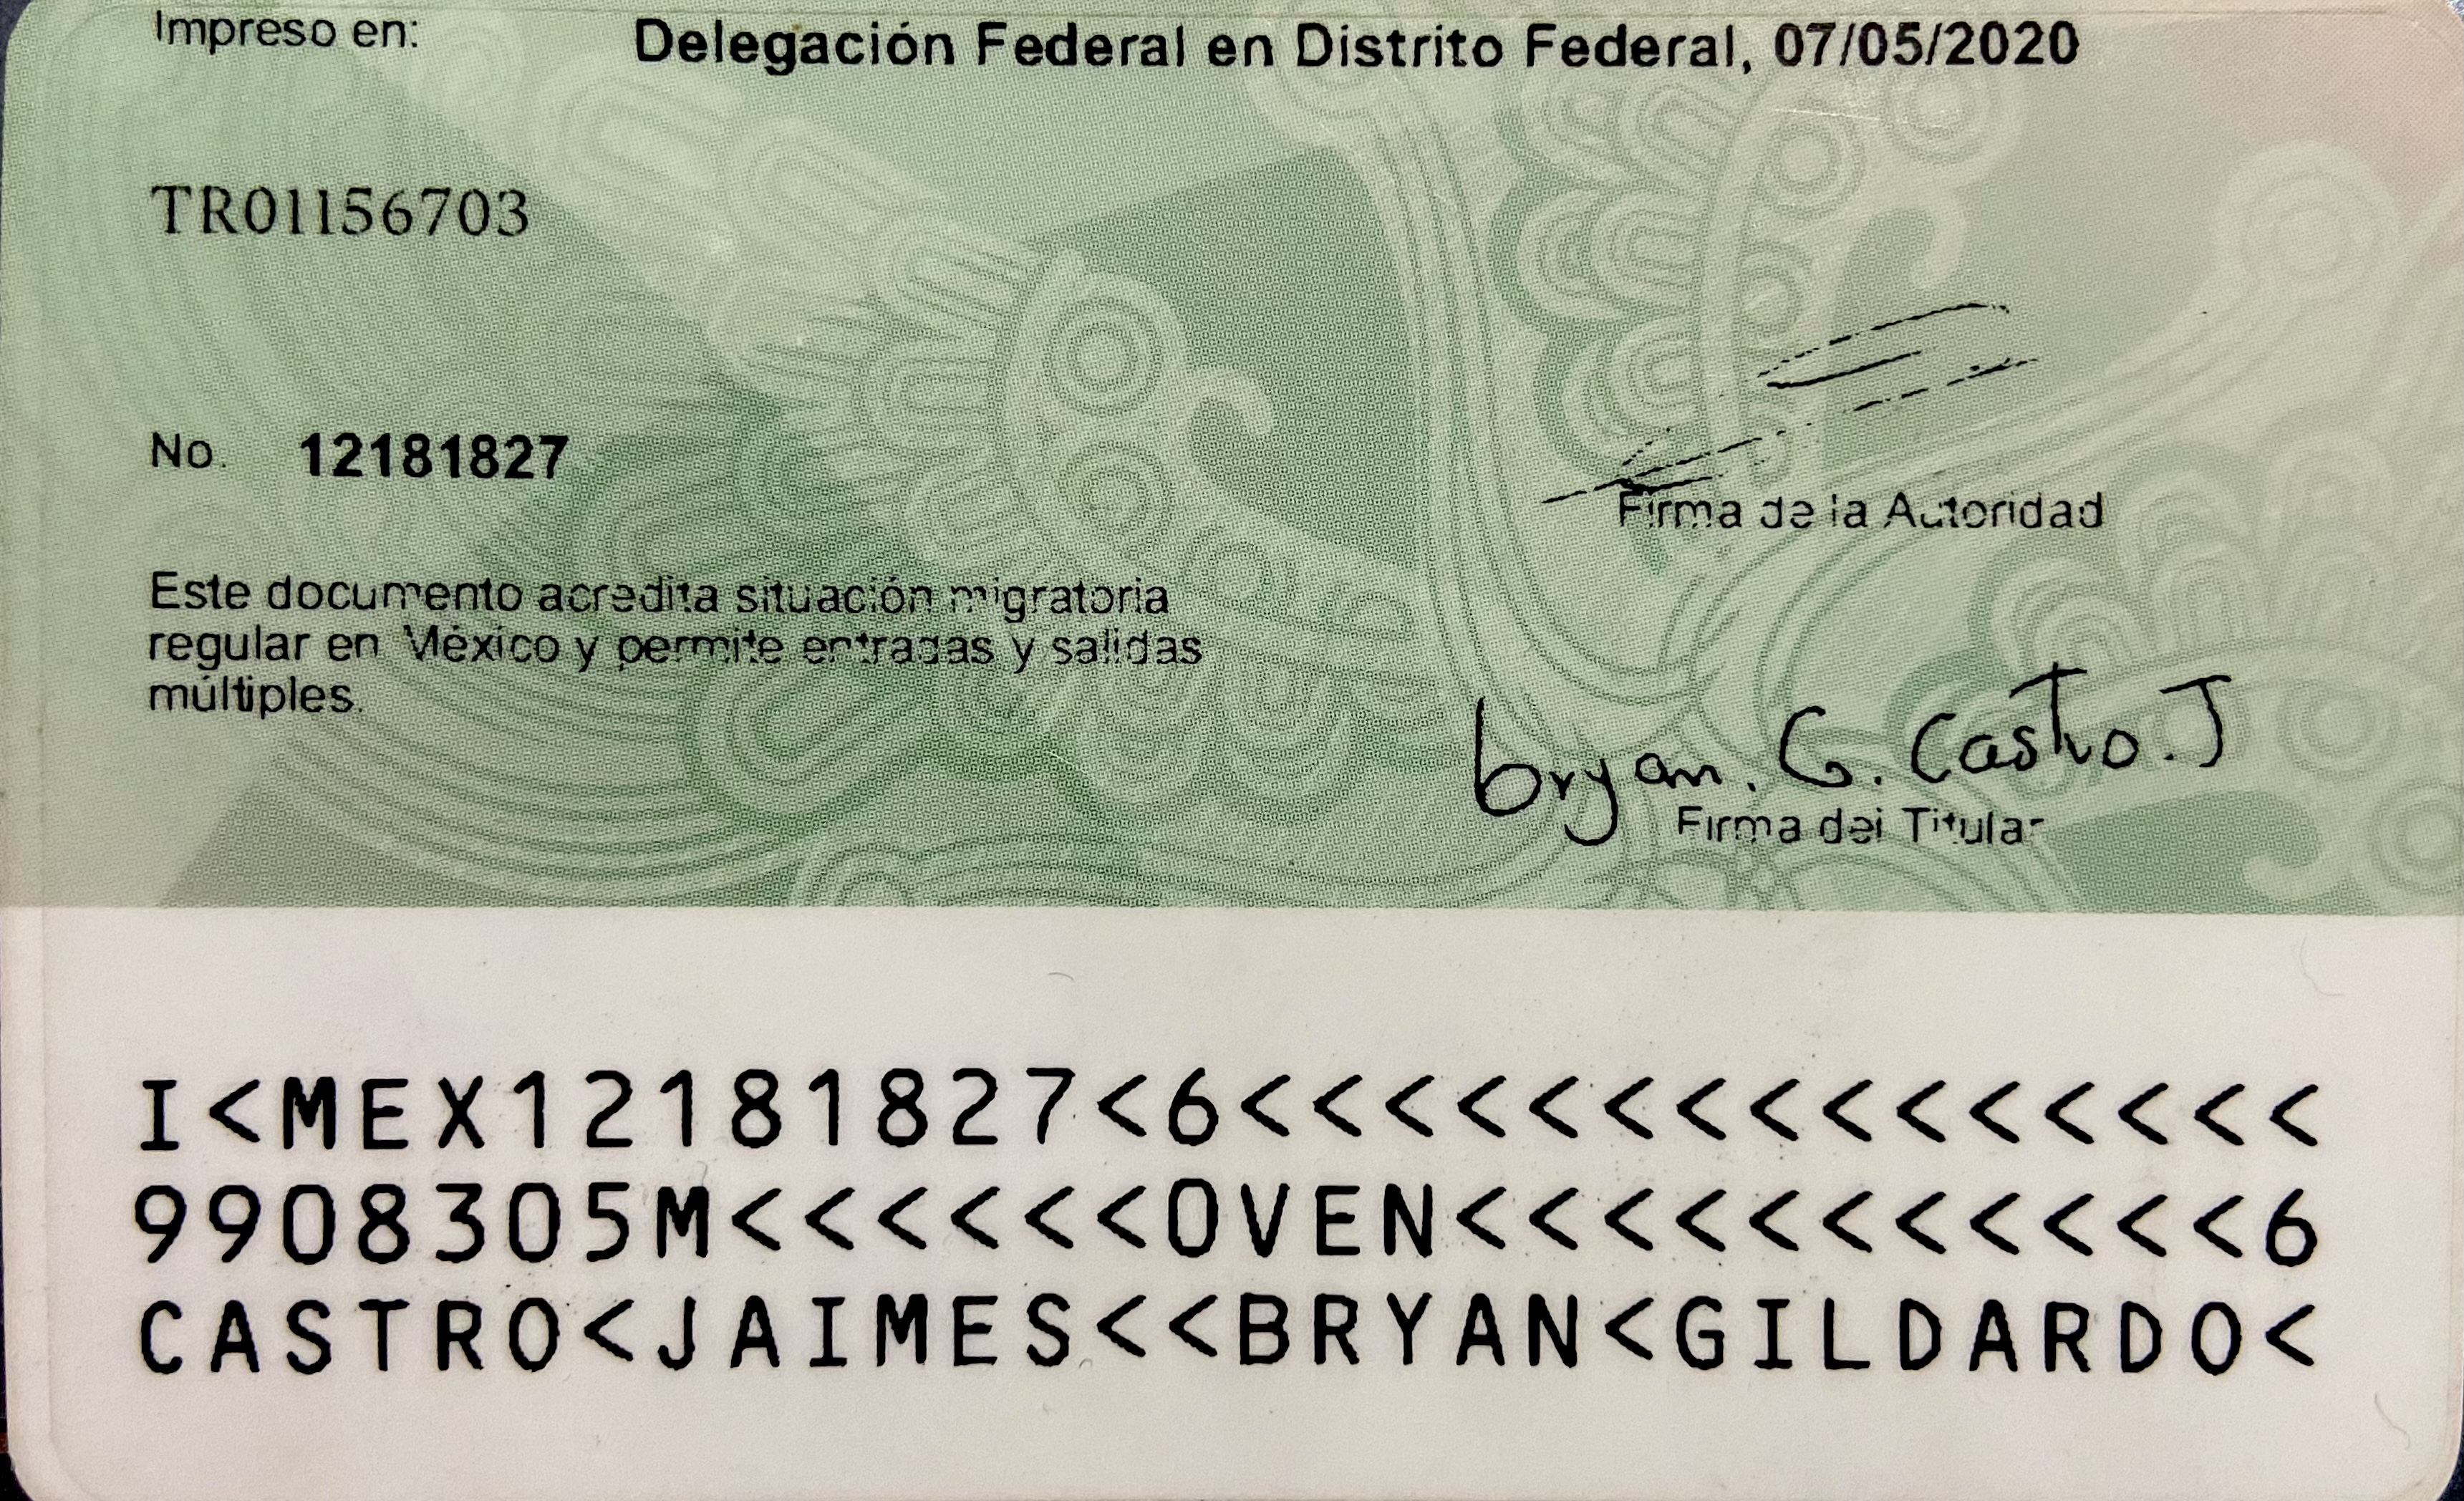 Impreso en: Delegación Federal en Distrito Federal, 07/05/2020
TR01156703
No. 12181827
Firma de la Autoridad
Este documento acredita situación migratoria
regular en México y permite entradas y salidas
múltiples.
Bryan. G. Castro. J
Firma del Titular
I<MEX12181827<6<<<<<<<<<<<<<<<
9908305M<<<<<<0VEN<<<<<<<<<<<6
CASTRO<JAIMES<<BRYAN<GILDARDO<